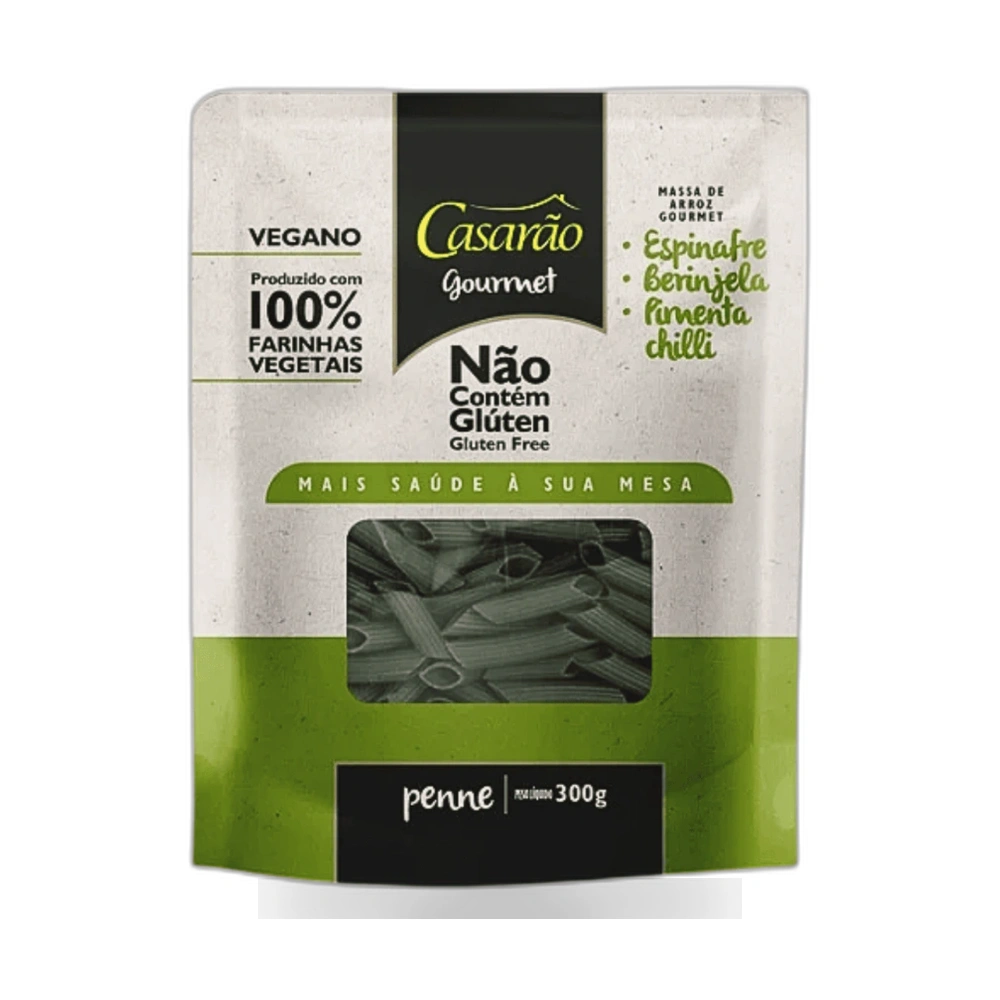 Casarão
Gourmet
VEGANO
Produzido com
100%
FARINHAS
VEGETAIS
MASSA DE
ARROZ
GOURMET
• Espinafre
• Berinjela
• Pimenta
chilli
Não
Contém
Glúten
Gluten Free
MAIS SAÚDE À SUA MESA
penne | PESO LÍQUIDO 300g